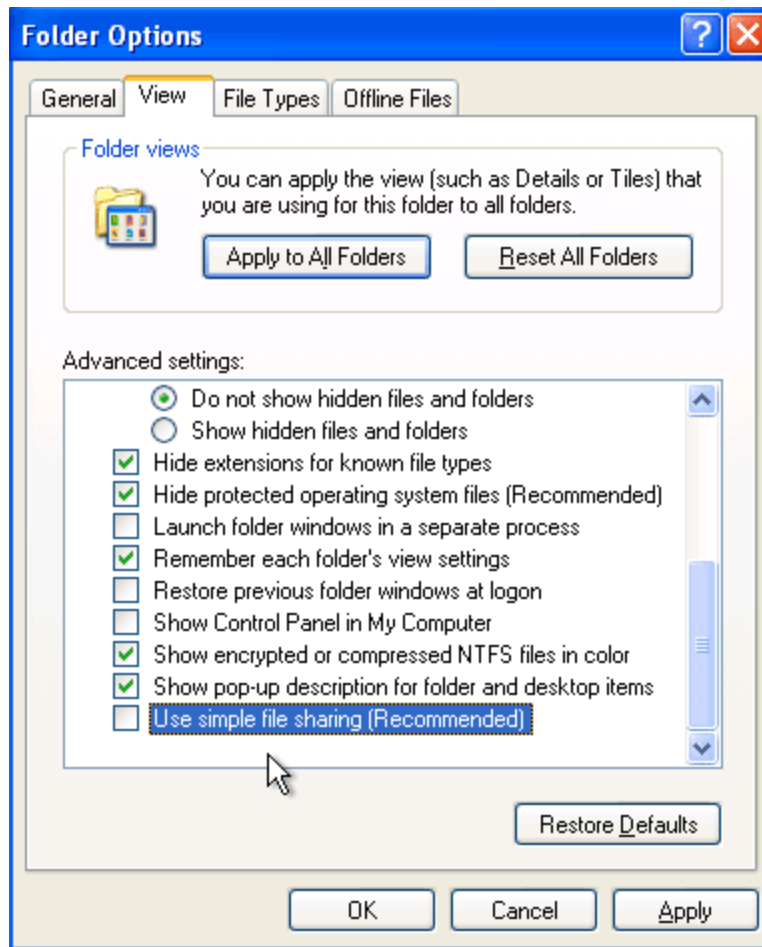 Folder Options
General View File Types Offline Files
Folder views
You can apply the view (such as Details or Tiles) that
you are using for this folder to all folders.
Apply to All Folders Reset All Folders
Advanced settings:
Do not show hidden files and folders
Show hidden files and folders
Hide extensions for known file types
Hide protected operating system files (Recommended)
Launch folder windows in a separate process
Remember each folder's view settings
Restore previous folder windows at logon
Show Control Panel in My Computer
Show encrypted or compressed NTFS files in color
Show pop-up description for folder and desktop items
Use simple file sharing (Recommended)
Restore Defaults
OK Cancel Apply